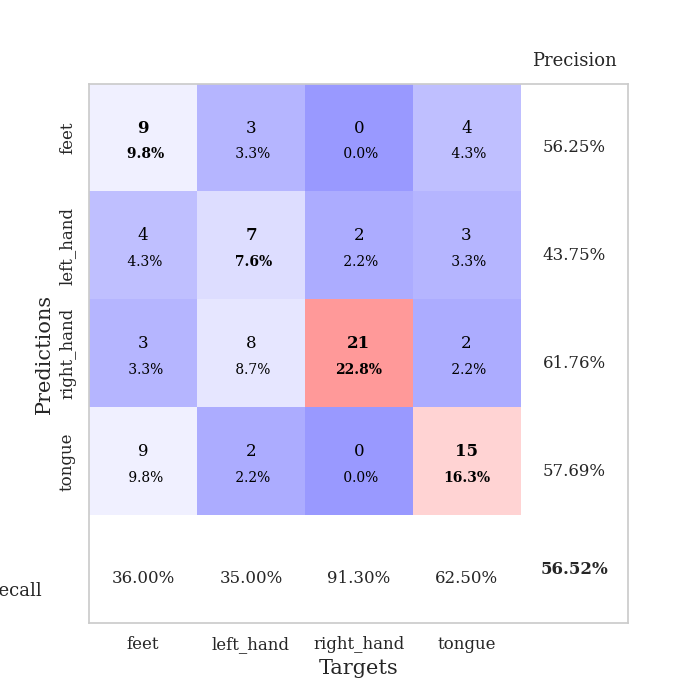 Precision
feet 9 3 0 4 56.25%
9.8% 3.3% 0.0% 4.3%
left_hand 4 7 2 3 43.75%
4.3% 7.6% 2.2% 3.3%
right_hand 3 8 21 2 61.76%
3.3% 8.7% 22.8% 2.2%
tongue 9 2 0 15 57.69%
9.8% 2.2% 0.0% 16.3%
Predictions
ecall 36.00% 35.00% 91.30% 62.50% 56.52%
feet left_hand right_hand tongue
Targets